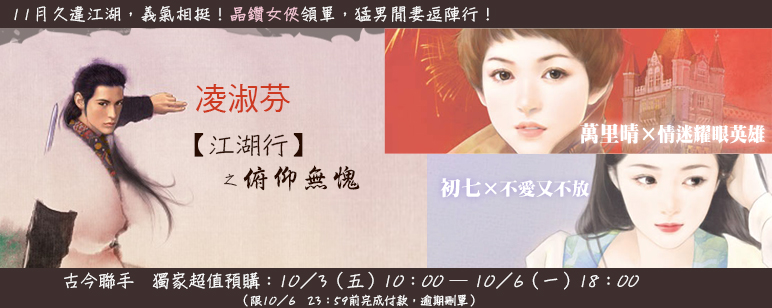 11月久違江湖，義氣相挺！晶鑽女俠領軍，猛男閒妻逗陣行！
凌淑芬
【江湖行】
之俯仰無愧
萬里晴×情迷耀眼英雄
初七×不愛又不放
古今聯手 獨家超值預購：10／3（五）10：00－10／6（一）18：00
（限10/6 23：59前完成付款，逾期刪單）